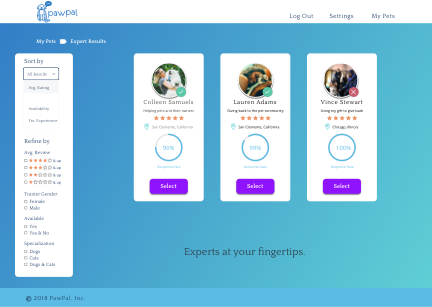 pawpal
Log Out Settings My Pets
My Pets Expert Results
Sort by
All Results
Avg. Rating
Availability
Yrs. Experience
Refine by
Avg. Review
& up
& up
& up
& up
Trainer Gender
Female
Male
Available
Yes
Yes & No
Specialization
Dogs
Cats
Dogs & Cats
Colleen Samuels
Helping pets and their owners
San Clemente, California
90%
Response Rate
Select
Lauren Adams
Giving back to the pet community
San Clemente, California
99%
Response Rate
Select
Vince Stewart
Using my gift to give back
Chicago, Illinois
100%
Response Rate
Select
Experts at your fingertips.
© 2018 PawPal, Inc.